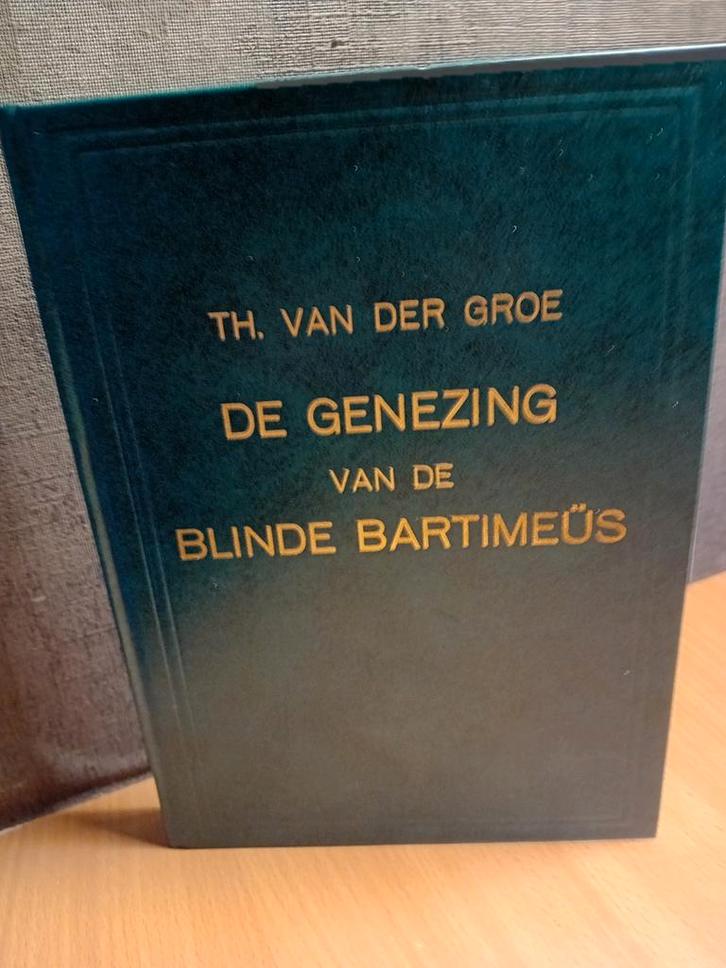 TH. VAN DER GROE
DE GENEZING
VAN DE
BLINDE BARTIMEÜS